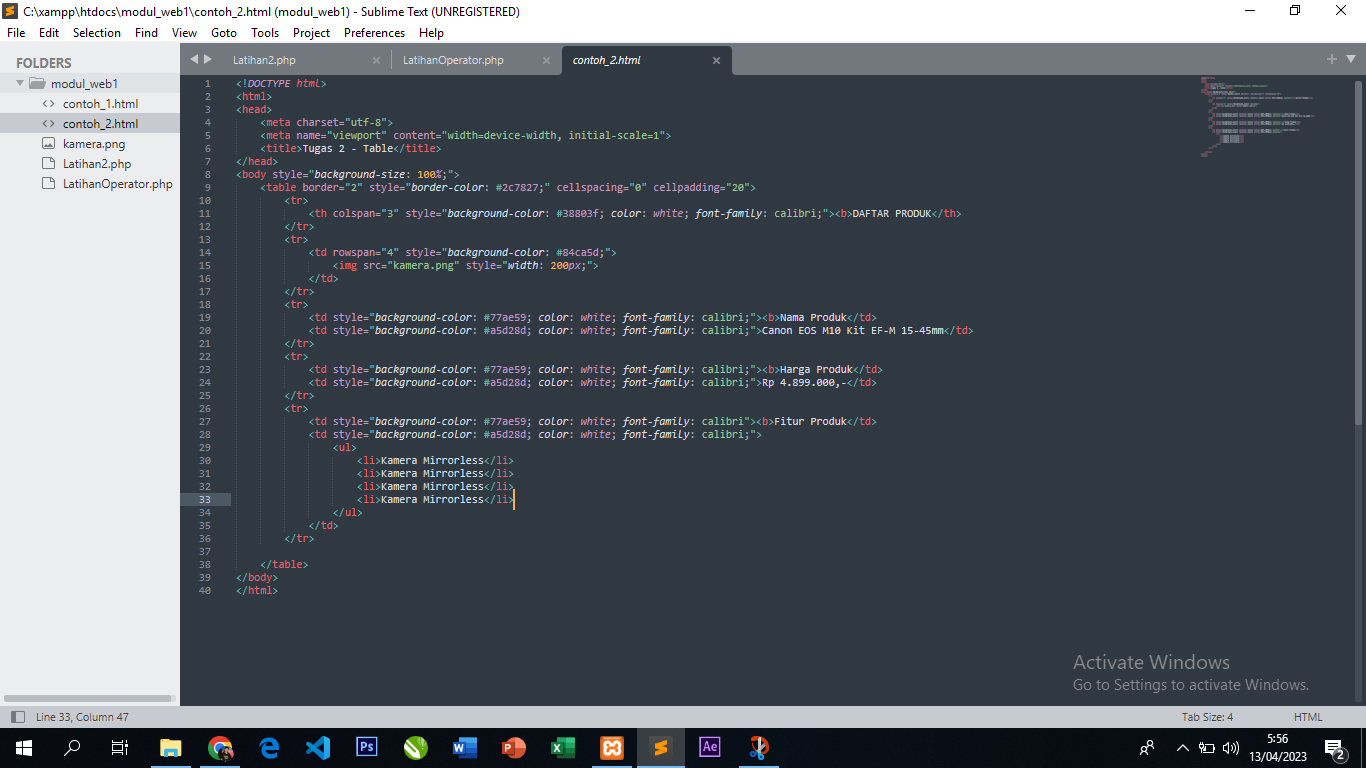 C:\xampp\htdocs\modul_web1\contoh_2.html (modul_web1) - Sublime Text (UNREGISTERED)
File Edit Selection Find View Goto Tools Project Preferences Help
FOLDERS
modul_web1
contoh_1.html
contoh_2.html
kamera.png
Latihan2.php
LatihanOperator.php
Latihan2.php LatihanOperator.php contoh_2.html
1 <!DOCTYPE html>
2 <html>
3 <head>
4 <meta charset="utf-8">
5 <meta name="viewport" content="width=device-width, initial-scale=1">
6 <title>Tugas 2 - Table</title>
7 </head>
8 <body style="background-size: 100%;">
9 <table border="2" style="border-color: #2c7827;" cellspacing="0" cellpadding="20">
10 <tr>
11 <th colspan="3" style="background-color: #38803f; color: white; font-family: calibri;"><b>DAFTAR PRODUK</th>
12 </tr>
13 <tr>
14 <td rowspan="4" style="background-color: #84ca5d;">
15 <img src="kamera.png" style="width: 200px;">
16 </td>
17 </tr>
18 <tr>
19 <td style="background-color: #77ae59; color: white; font-family: calibri;"><b>Nama Produk</td>
20 <td style="background-color: #a5d28d; color: white; font-family: calibri;">Canon EOS M10 Kit EF-M 15-45mm</td>
21 </tr>
22 <tr>
23 <td style="background-color: #77ae59; color: white; font-family: calibri;"><b>Harga Produk</td>
24 <td style="background-color: #a5d28d; color: white; font-family: calibri;">Rp 4.899.000,-</td>
25 </tr>
26 <tr>
27 <td style="background-color: #77ae59; color: white; font-family: calibri"><b>Fitur Produk</td>
28 <td style="background-color: #a5d28d; color: white; font-family: calibri;">
29 <ul>
30 <li>Kamera Mirrorless</li>
31 <li>Kamera Mirrorless</li>
32 <li>Kamera Mirrorless</li>
33 <li>Kamera Mirrorless</li>
34 </ul>
35 </td>
36 </tr>
37
38 </table>
39 </body>
40 </html>
Activate Windows
Go to Settings to activate Windows.
Line 33, Column 47 Tab Size: 4 HTML
Ps
Ae
5:56
13/04/2023
2